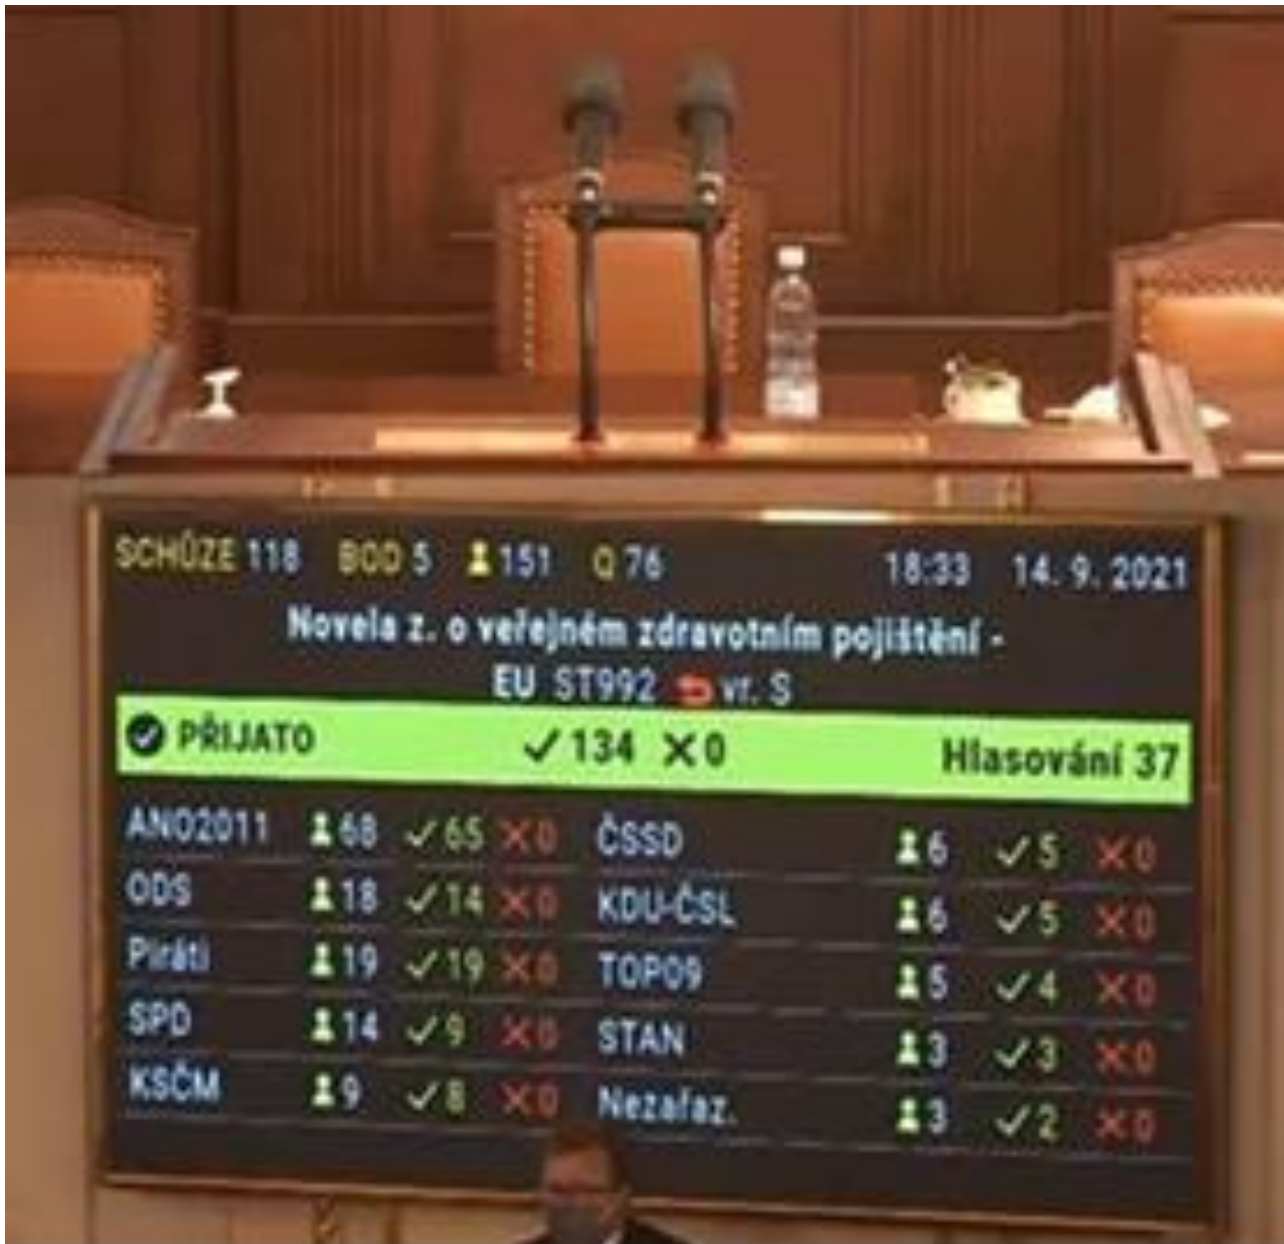 SCHŮZE 118 BOD 5 151 Q 76 18:33 14. 9. 2021
Novela z. o veřejném zdravotním pojištění -
EU ST992 vr. S
PŘIJATO ✓134 ✕0 Hlasování 37
ANO2011 68 ✓65 ✕0 ČSSD 6 ✓5 ✕0
ODS 18 ✓14 ✕0 KDU-ČSL 6 ✓5 ✕0
Piráti 19 ✓19 ✕0 TOP09 5 ✓4 ✕0
SPD 14 ✓9 ✕0 STAN 3 ✓3 ✕0
KSČM 9 ✓8 ✕0 Nezařaz. 3 ✓2 ✕0